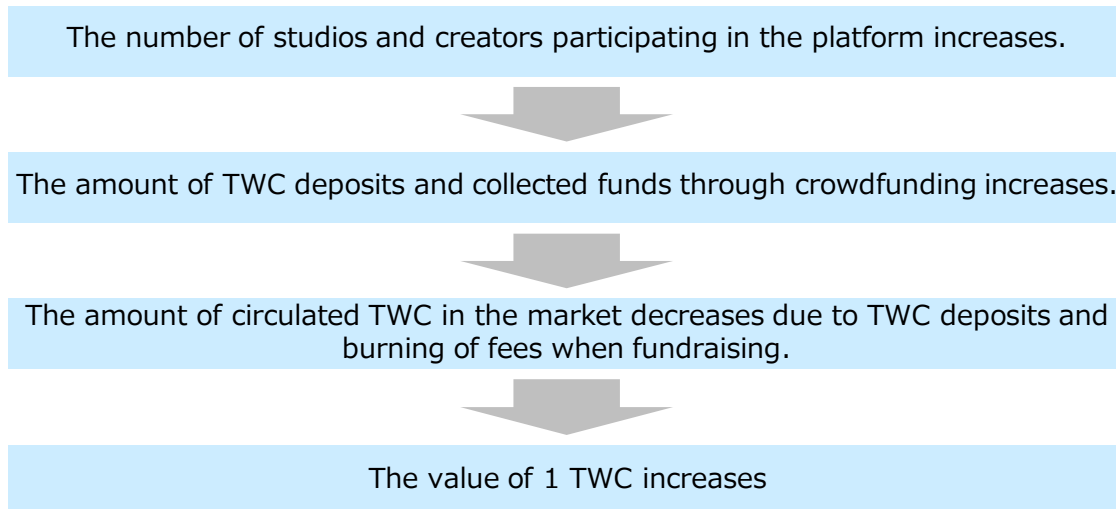 The number of studios and creators participating in the platform increases.
The amount of TWC deposits and collected funds through crowdfunding increases.
The amount of circulated TWC in the market decreases due to TWC deposits and
burning of fees when fundraising.
The value of 1 TWC increases